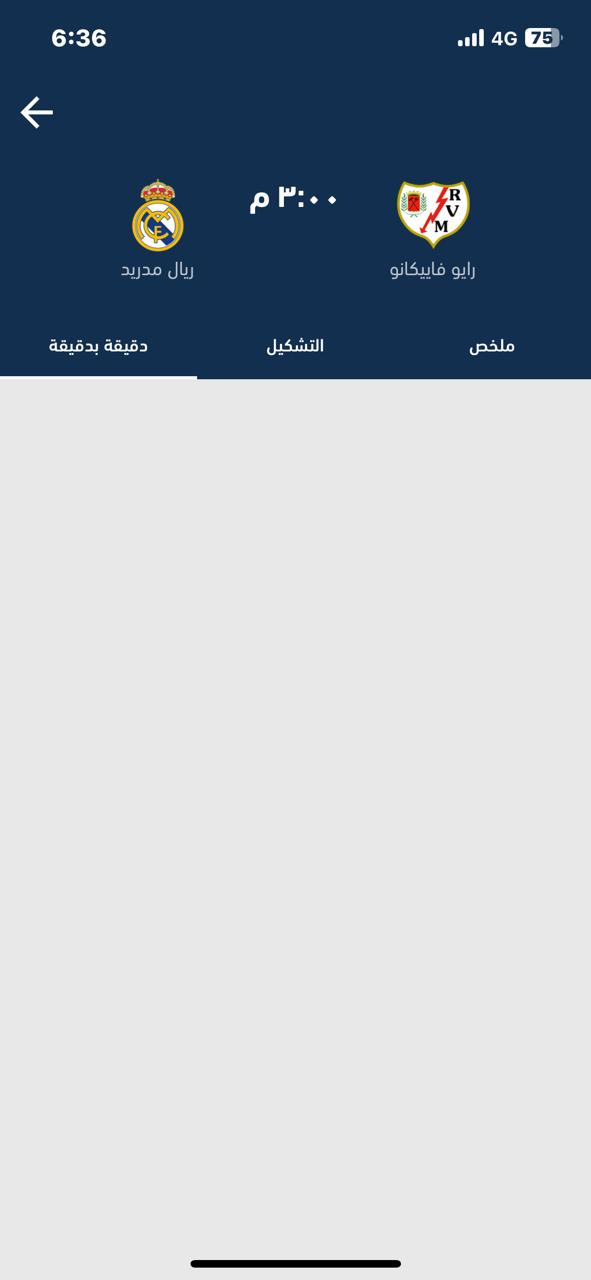 6:36 4G 75
٣:٠٠ م
R
V
M
رايو فاييكانو ريال مدريد
ملخص التشكيل دقيقة بدقيقة